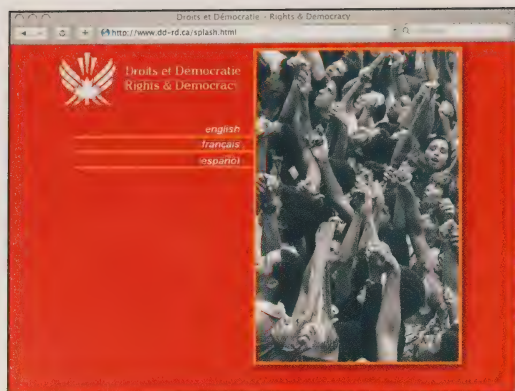 Droits et Démocratie - Rights & Democracy
http://www.dd-rd.ca/splash.html
Droits et Démocratie
Rights & Democracy
english
français
español